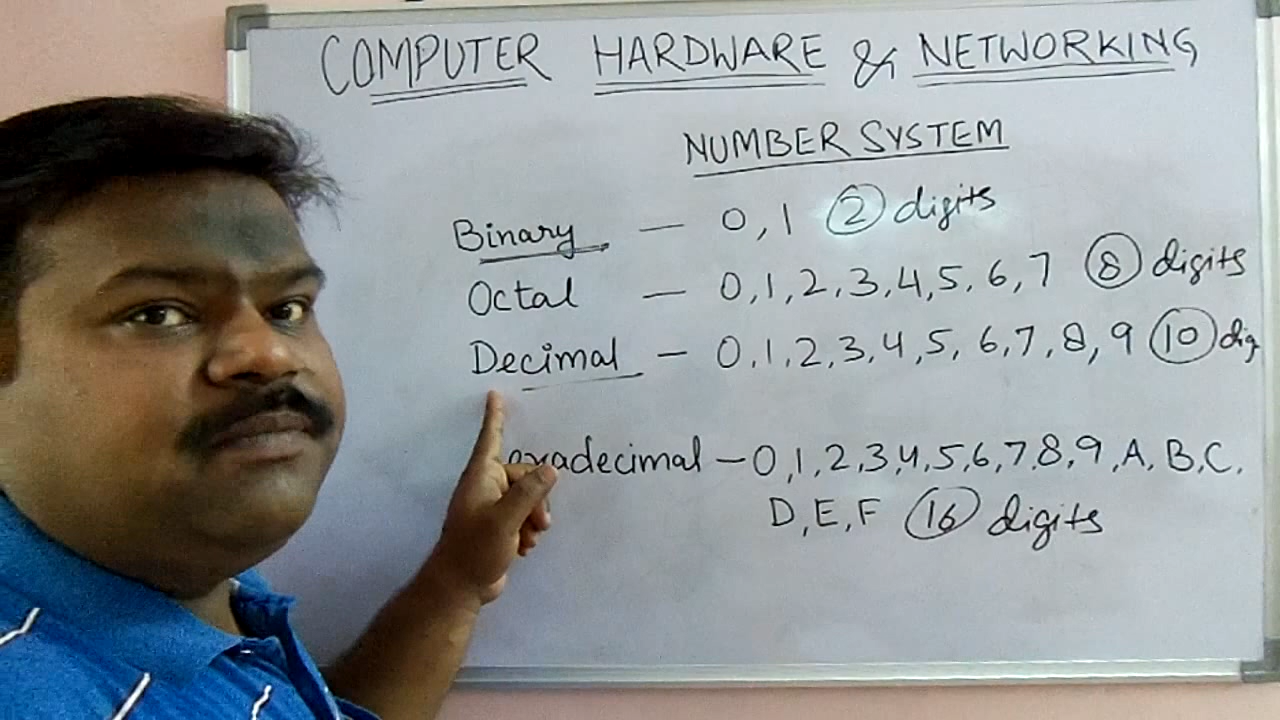 COMPUTER HARDWARE & NETWORKING
NUMBER SYSTEM
Binary — 0,1 2 digits
Octal — 0,1,2,3,4,5,6,7 8 digits
Decimal — 0,1,2,3,4,5,6,7,8,9 10 dig
exadecimal — 0,1,2,3,4,5,6,7,8,9,A,B,C,
D,E,F 16 digits